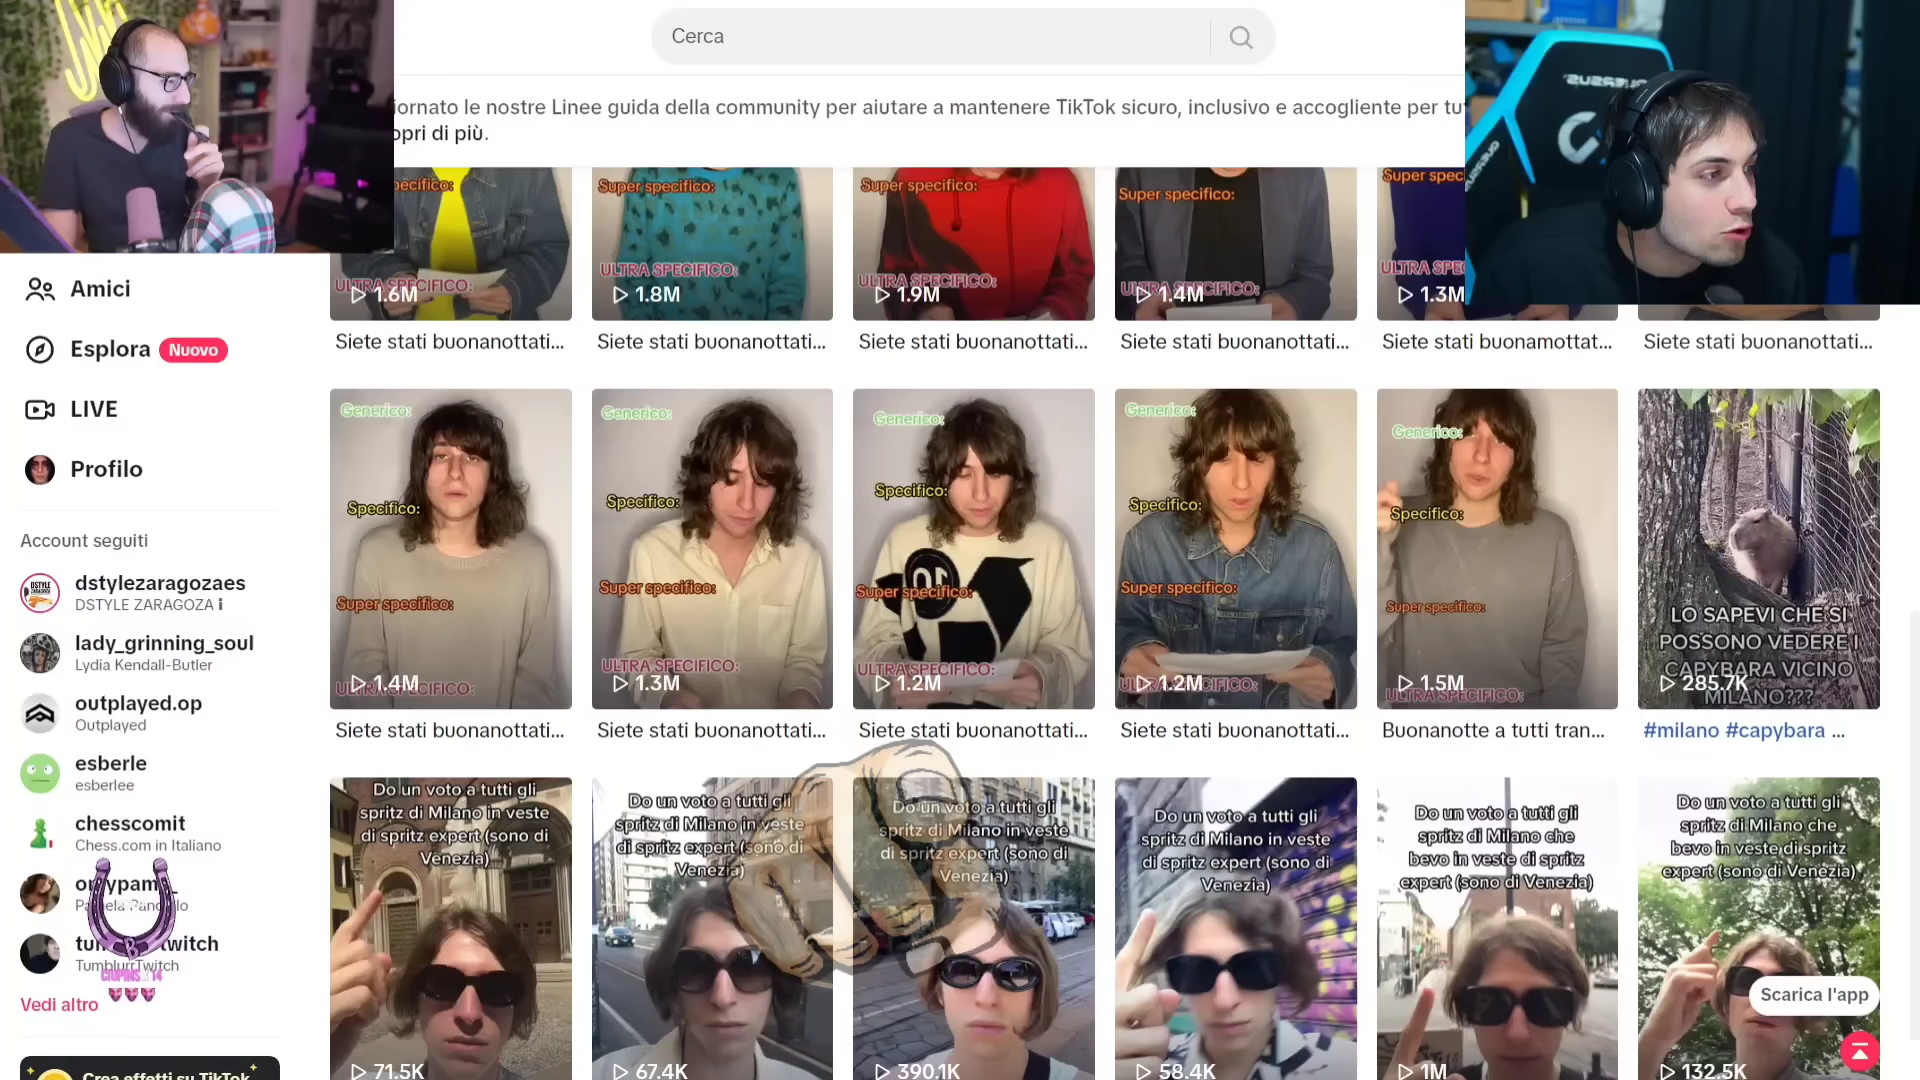 Cerca
iornato le nostre Linee guida della community per aiutare a mantenere TikTok sicuro, inclusivo e accogliente per tu
opri di più.
Super specifico:
Super specifico:
Super specifico:
ULTRA SPECIFICO:
ULTRA SPECIFICO:
ULTRA SPECIFICO:
ULTRA SPECIFICO:
1.6M
1.8M
1.9M
1.4M
1.3M
Siete stati buonanottati...
Siete stati buonanottati...
Siete stati buonanottati...
Siete stati buonanottati...
Siete stati buonamottat...
Siete stati buonanottati...
Amici
Esplora Nuovo
LIVE
Profilo
Account seguiti
dstylezaragozaes
DSTYLE ZARAGOZA
lady_grinning_soul
Lydia Kendall-Butler
outplayed.op
Outplayed
esberle
esberlee
chesscomit
Chess.com in Italiano
TumblurrTwitch
Vedi altro
Crea effetti su TikTok
Generico:
Specifico:
Super specifico:
ULTRA SPECIFICO:
1.4M
Siete stati buonanottati...
Generico:
Specifico:
Super specifico:
ULTRA SPECIFICO:
1.3M
Siete stati buonanottati...
Generico:
Specifico:
Super specifico:
ULTRA SPECIFICO:
1.2M
Siete stati buonanottati...
Generico:
Specifico:
Super specifico:
ULTRA SPECIFICO:
1.2M
Siete stati buonanottati...
Generico:
Specifico:
Super specifico:
ULTRA SPECIFICO:
1.5M
Buonanotte a tutti tran...
LO SAPEVI CHE SI
POSSONO VEDERE I
CAPYBARA VICINO
MILANO???
285.7K
#milano #capybara ...
Do un voto a tutti gli
spritz di Milano in veste
di spritz expert (sono di
Venezia)
71.5K
Do un voto a tutti gli
spritz di Milano in veste
di spritz expert (sono di
Venezia)
67.4K
Do un voto a tutti gli
spritz di Milano in veste
di spritz expert (sono di
Venezia)
390.1K
Do un voto a tutti gli
spritz di Milano in veste
di spritz expert (sono di
Venezia)
58.4K
Do un voto a tutti gli
spritz di Milano che
bevo in veste di spritz
expert (sono di Venezia)
1M
Do un voto a tutti gli
spritz di Milano che
bevo in veste di spritz
expert (sono di Venezia)
132.5K
Scarica l'app